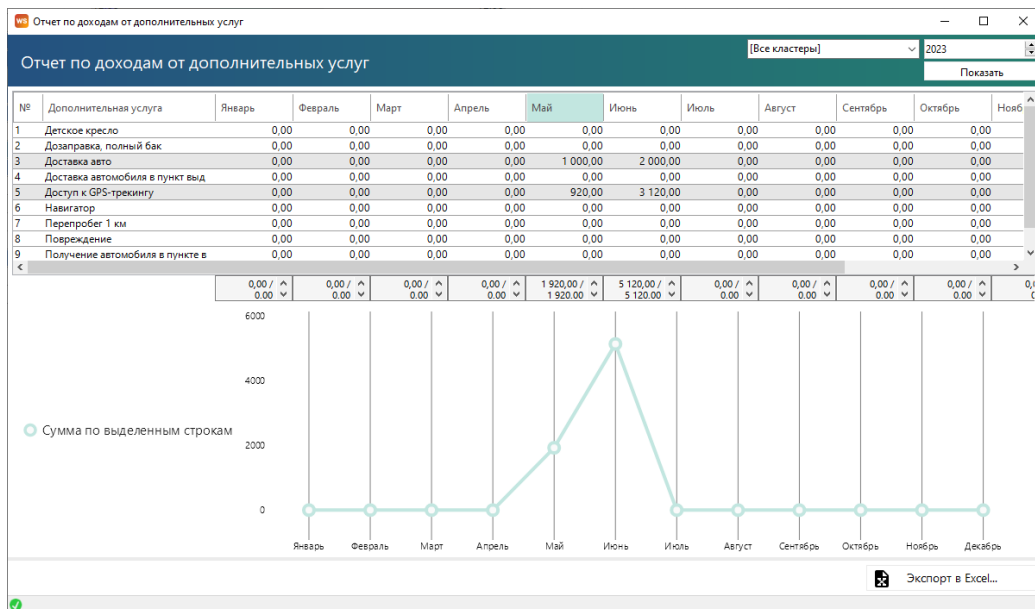 WS Отчет по доходам от дополнительных услуг
Отчет по доходам от дополнительных услуг
[Все кластеры] 2023
Показать
№ Дополнительная услуга Январь Февраль Март Апрель Май Июнь Июль Август Сентябрь Октябрь Нояб
1 Детское кресло 0,00 0,00 0,00 0,00 0,00 0,00 0,00 0,00 0,00 0,00
2 Дозаправка, полный бак 0,00 0,00 0,00 0,00 0,00 0,00 0,00 0,00 0,00 0,00
3 Доставка авто 0,00 0,00 0,00 0,00 1 000,00 2 000,00 0,00 0,00 0,00 0,00
4 Доставка автомобиля в пункт выд 0,00 0,00 0,00 0,00 0,00 0,00 0,00 0,00 0,00 0,00
5 Доступ к GPS-трекингу 0,00 0,00 0,00 0,00 920,00 3 120,00 0,00 0,00 0,00 0,00
6 Навигатор 0,00 0,00 0,00 0,00 0,00 0,00 0,00 0,00 0,00 0,00
7 Перепробег 1 км 0,00 0,00 0,00 0,00 0,00 0,00 0,00 0,00 0,00 0,00
8 Повреждение 0,00 0,00 0,00 0,00 0,00 0,00 0,00 0,00 0,00 0,00
9 Получение автомобиля в пункте в 0,00 0,00 0,00 0,00 0,00 0,00 0,00 0,00 0,00 0,00
0,00 / 0,00 / 0,00 / 0,00 / 1 920,00 / 5 120,00 / 0,00 / 0,00 / 0,00 / 0,00 /
0.00 0.00 0.00 0.00 1 920.00 5 120.00 0.00 0.00 0.00 0.00
6000
4000
Сумма по выделенным строкам
2000
0
Январь Февраль Март Апрель Май Июнь Июль Август Сентябрь Октябрь Ноябрь Декабрь
Экспорт в Excel...